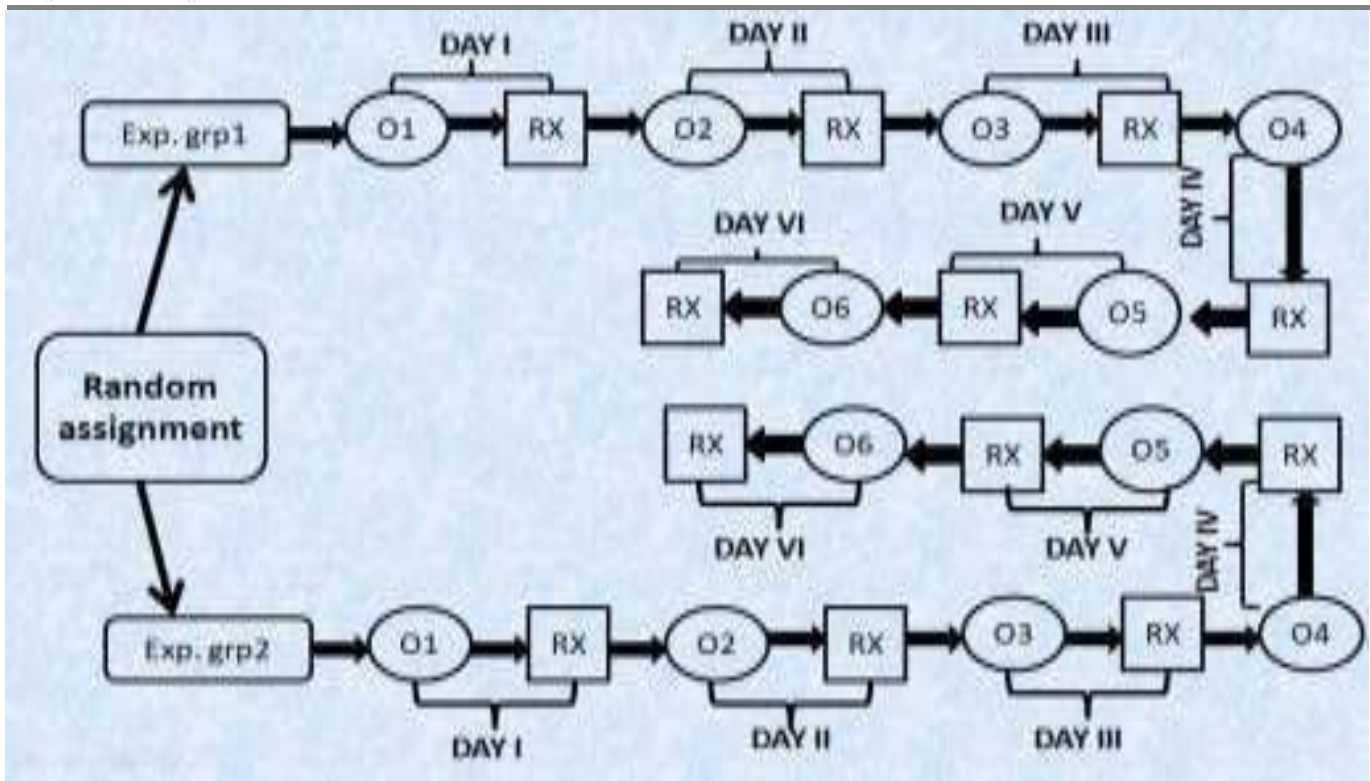 DAY I
DAY II
DAY III
Exp. grp1
O1
RX
O2
RX
O3
RX
O4
DAY IV
DAY VI
DAY V
RX
O6
RX
O5
RX
Random
assignment
RX
O6
RX
O5
RX
DAY VI
DAY V
DAY IV
Exp. grp2
O1
RX
O2
RX
O3
RX
O4
DAY I
DAY II
DAY III